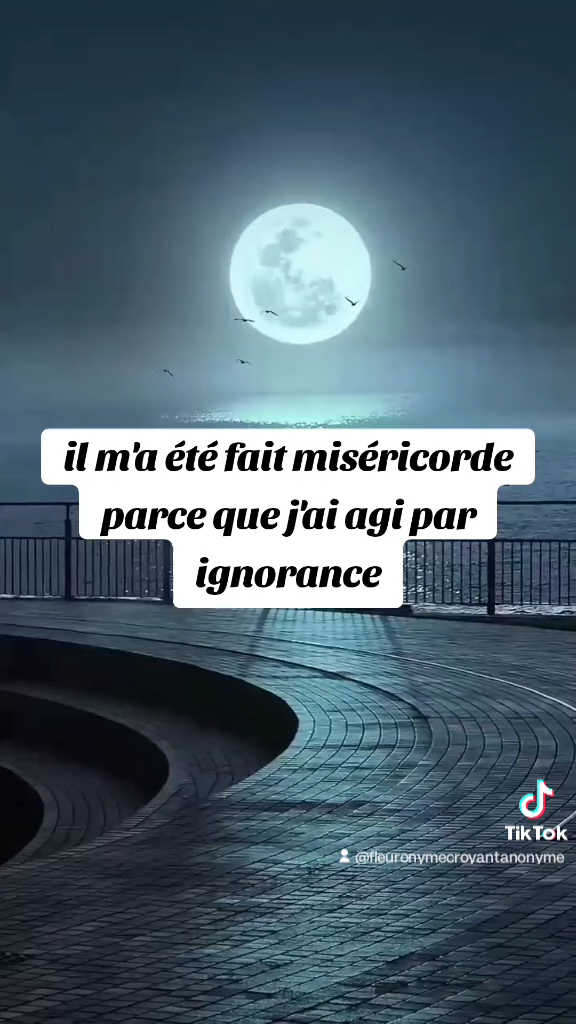 il m'a été fait miséricorde
parce que j'ai agi par
ignorance
TikTok
@fleuronymecroyantanonyme